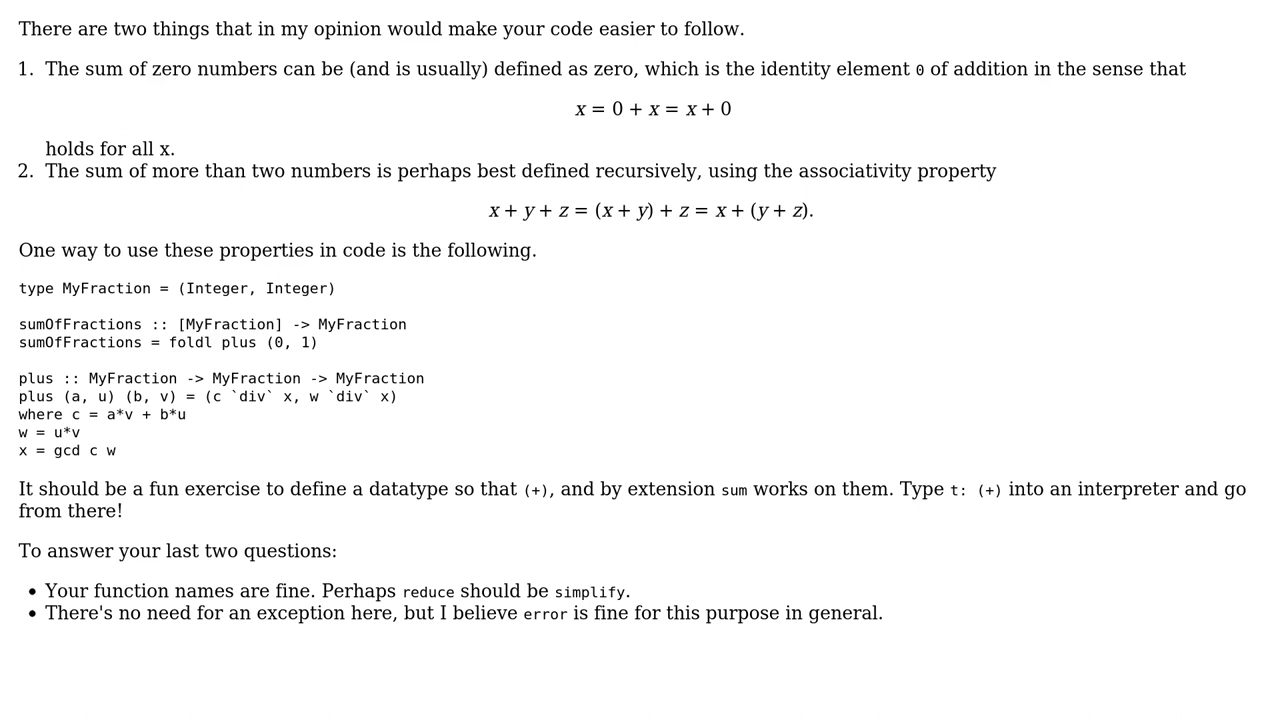 There are two things that in my opinion would make your code easier to follow.
1. The sum of zero numbers can be (and is usually) defined as zero, which is the identity element 0 of addition in the sense that
x = 0 + x = x + 0
holds for all x.
2. The sum of more than two numbers is perhaps best defined recursively, using the associativity property
x + y + z = (x + y) + z = x + (y + z).
One way to use these properties in code is the following.
type MyFraction = (Integer, Integer)
sumOfFractions :: [MyFraction] -> MyFraction
sumOfFractions = foldl plus (0, 1)
plus :: MyFraction -> MyFraction -> MyFraction
plus (a, u) (b, v) = (c `div` x, w `div` x)
where c = a*v + b*u
w = u*v
x = gcd c w
It should be a fun exercise to define a datatype so that (+), and by extension sum works on them. Type t: (+) into an interpreter and go
from there!
To answer your last two questions:
• Your function names are fine. Perhaps reduce should be simplify.
• There's no need for an exception here, but I believe error is fine for this purpose in general.